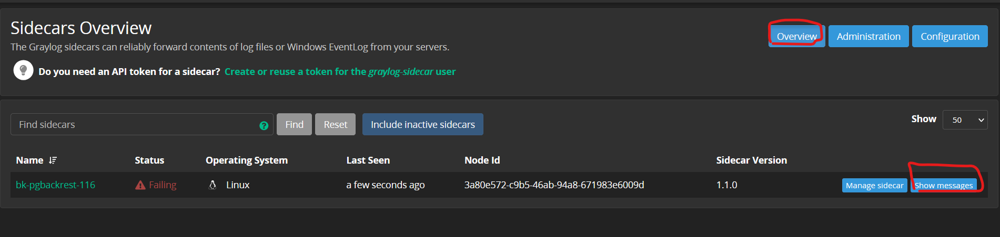 Sidecars Overview
Overview Administration Configuration
The Graylog sidecars can reliably forward contents of log files or Windows EventLog from your servers.
Do you need an API token for a sidecar? Create or reuse a token for the graylog-sidecar user
Find sidecars ? Find Reset Include inactive sidecars Show 50
Name Status Operating System Last Seen Node Id Sidecar Version
bk-pgbackrest-116 Failing Linux a few seconds ago 3a80e572-c9b5-46ab-94a8-671983e6009d 1.1.0 Manage sidecar Show messages